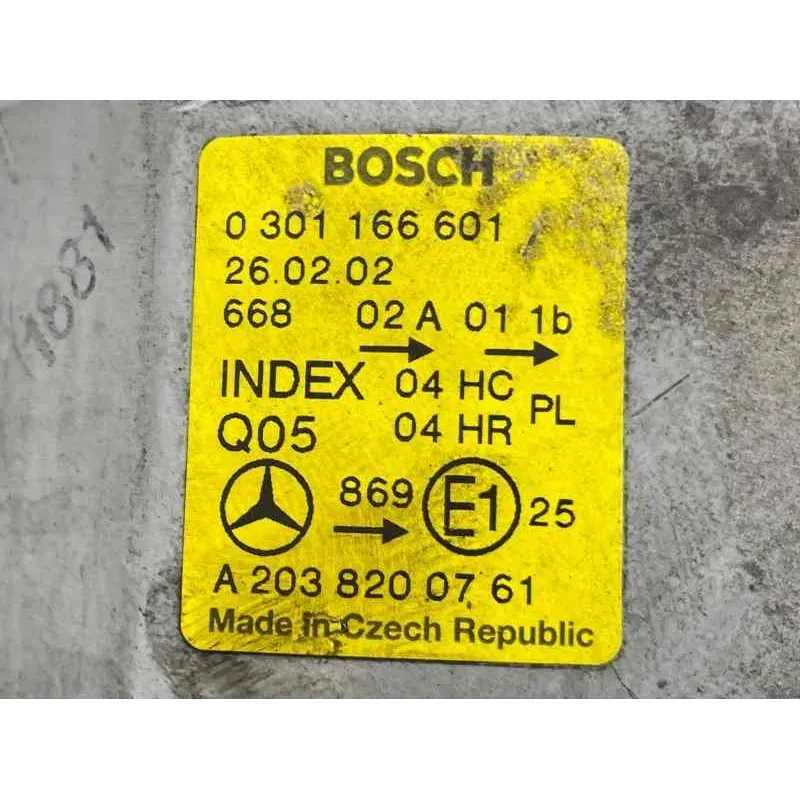 BOSCH
0 301 166 601
26.02.02
668 02 A 01 1b
INDEX 04 HC PL
Q05 04 HR
869 E1 25
A 203 820 07 61
Made in Czech Republic
11881